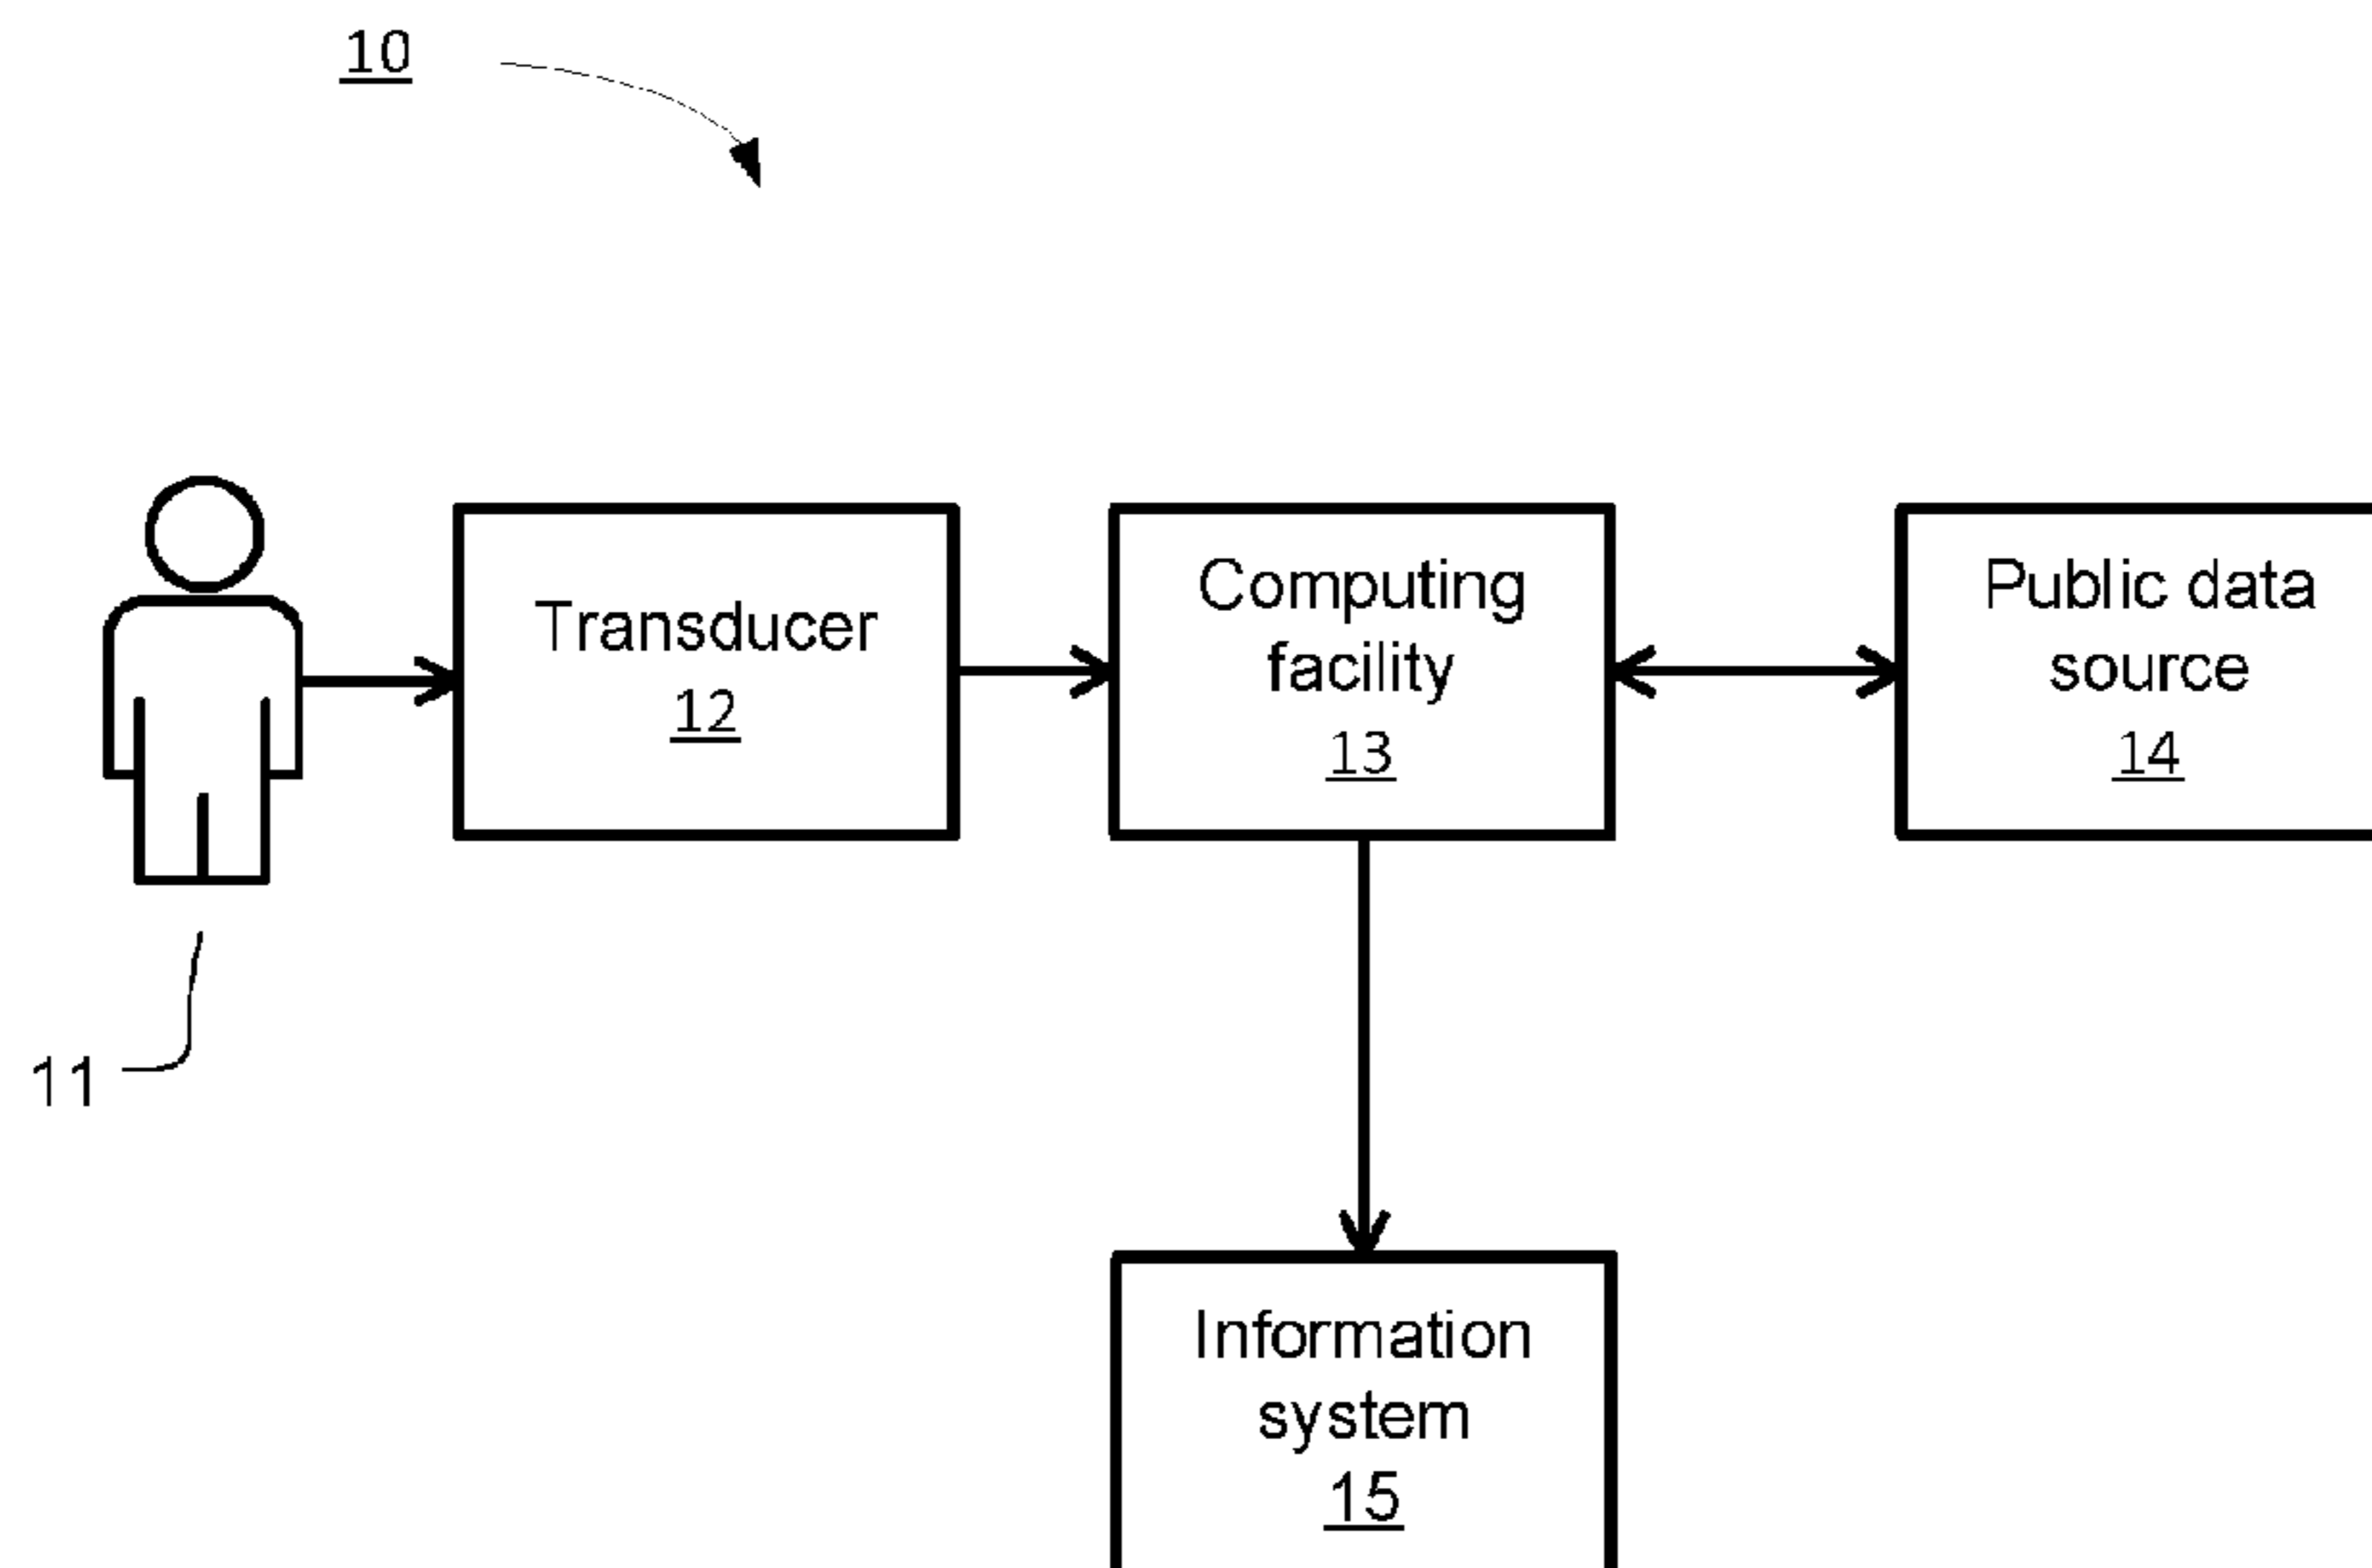 10
Transducer
12
Computing
facility
13
Public data
source
14
11
Information
system
15